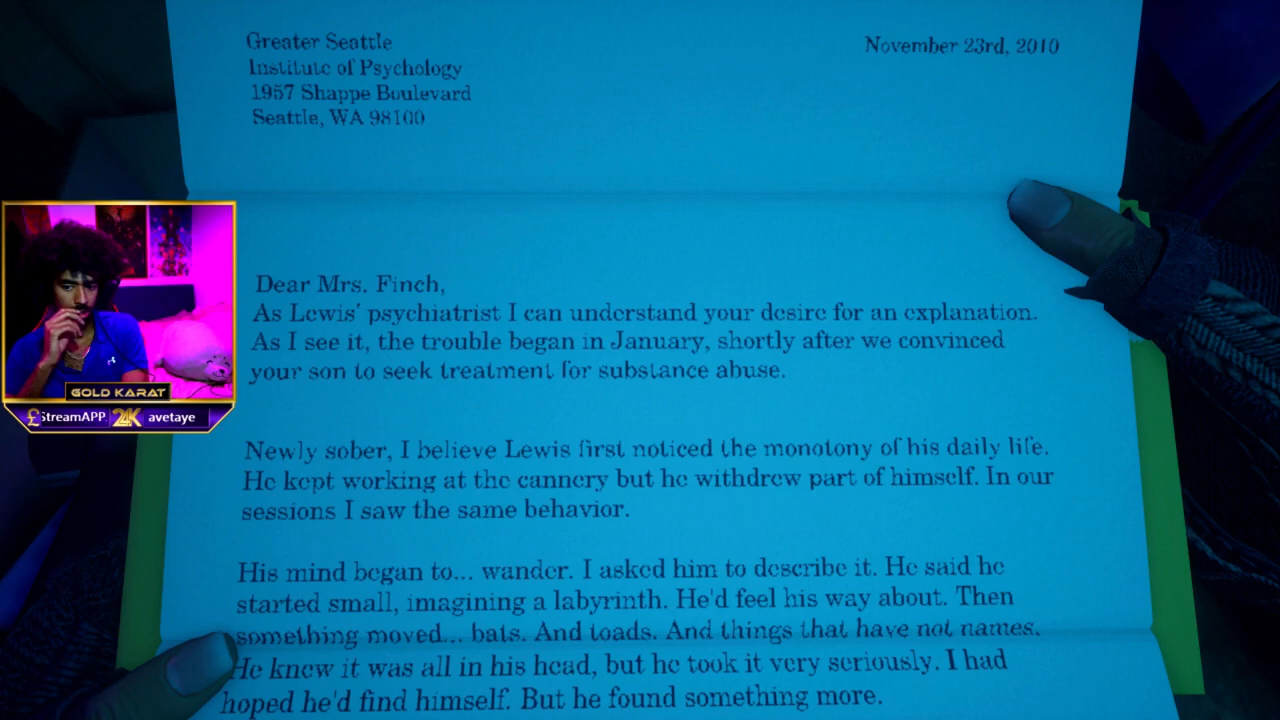 Greater Seattle
Institute of Psychology
1957 Shappe Boulevard
Seattle, WA 98100
November 23rd, 2010
Dear Mrs. Finch,
As Lewis' psychiatrist I can understand your desire for an explanation.
As I see it, the trouble began in January, shortly after we convinced
your son to seek treatment for substance abuse.
Newly sober, I believe Lewis first noticed the monotony of his daily life.
He kept working at the cannery but he withdrew part of himself. In our
sessions I saw the same behavior.
His mind began to... wander. I asked him to describe it. He said he
started small, imagining a labyrinth. He'd feel his way about. Then
something moved... bats. And toads. And things that have not names.
He knew it was all in his head, but he took it very seriously. I had
hoped he'd find himself. But he found something more.
GOLD KARAT
£StreamAPP 24K avetaye